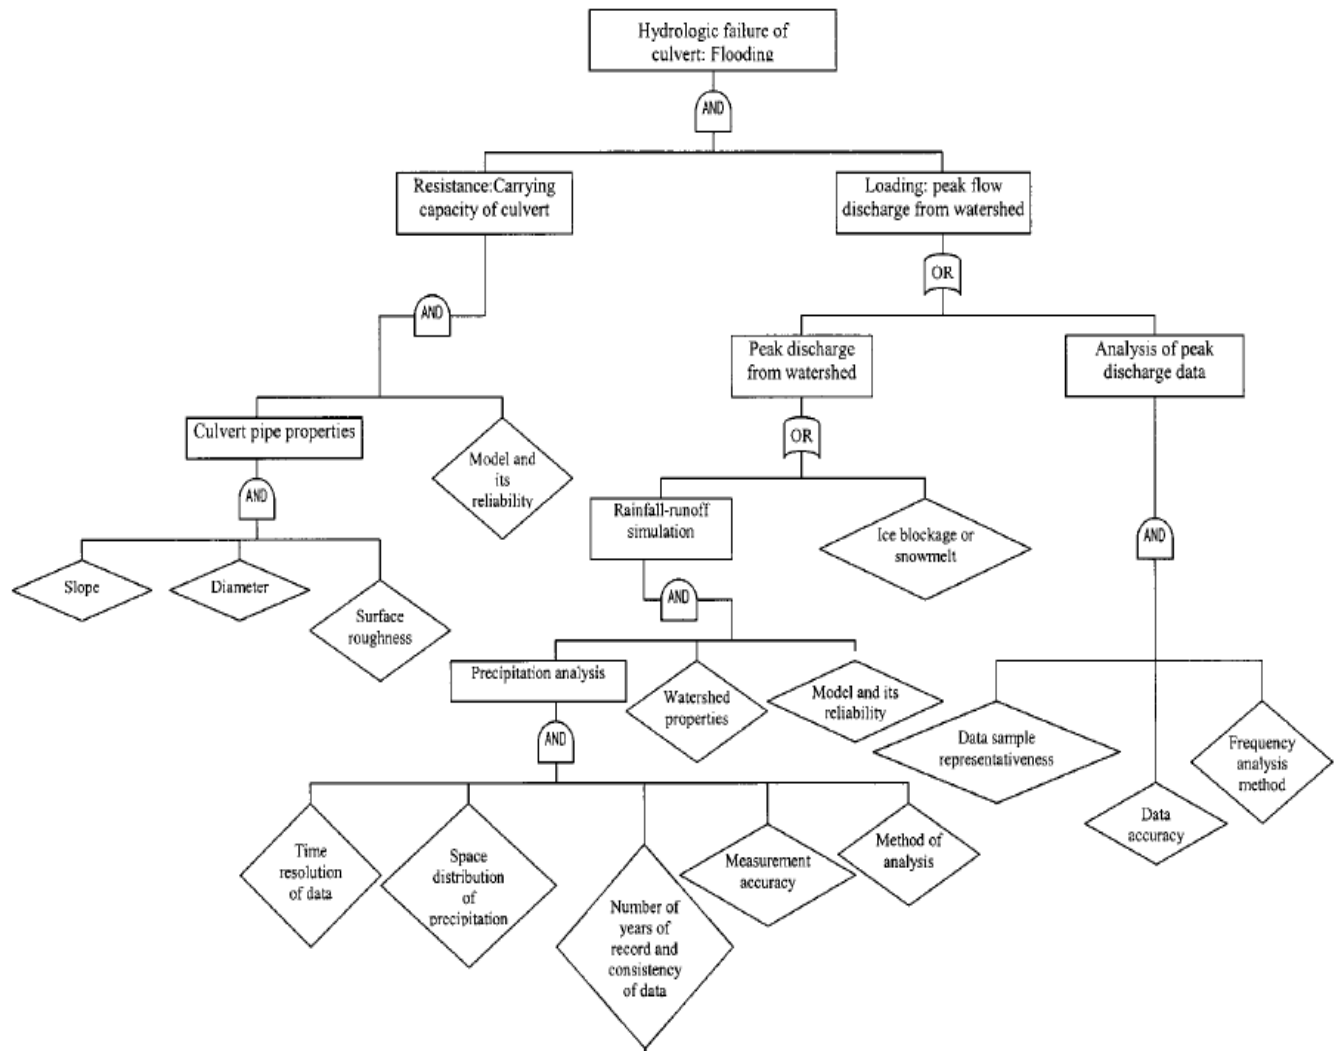 Hydrologic failure of
culvert: Flooding
AND
Resistance:Carrying
capacity of culvert
Loading: peak flow
discharge from watershed
OR
AND
Peak discharge
from watershed
Analysis of peak
discharge data
Culvert pipe properties
OR
Model and
its
reliability
AND
Rainfall-runoff
simulation
Ice blockage or
snowmelt
AND
Slope
Diameter
Surface
roughness
AND
Precipitation analysis
Watershed
properties
Model and its
reliability
Data sample
representativeness
Frequency
analysis
method
AND
Data
accuracy
Time
resolution
of data
Space
distribution
of
precipitation
Number of
years of
record and
consistency
of data
Measurement
accuracy
Method of
analysis